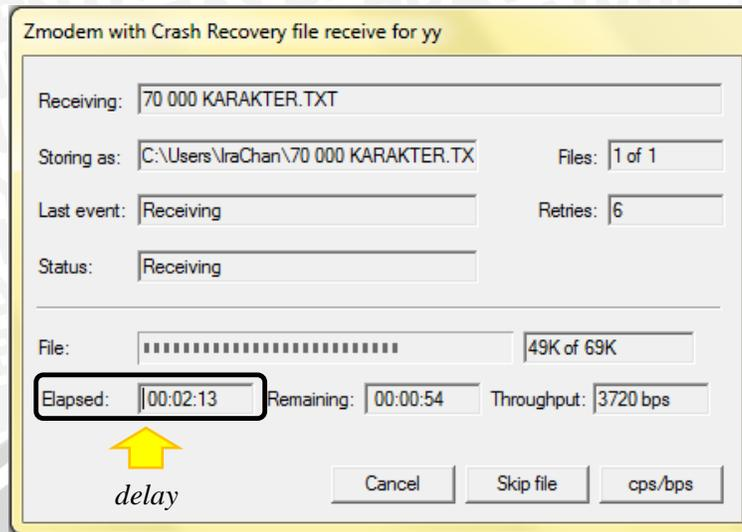 Zmodem with Crash Recovery file receive for yy
Receiving: 70 000 KARAKTER.TXT
Storing as: C:\Users\IraChan\70 000 KARAKTER.TX Files: 1 of 1
Last event: Receiving Retries: 6
Status: Receiving
File: 49K of 69K
Elapsed: 00:02:13 Remaining: 00:00:54 Throughput: 3720 bps
delay
Cancel Skip file cps/bps